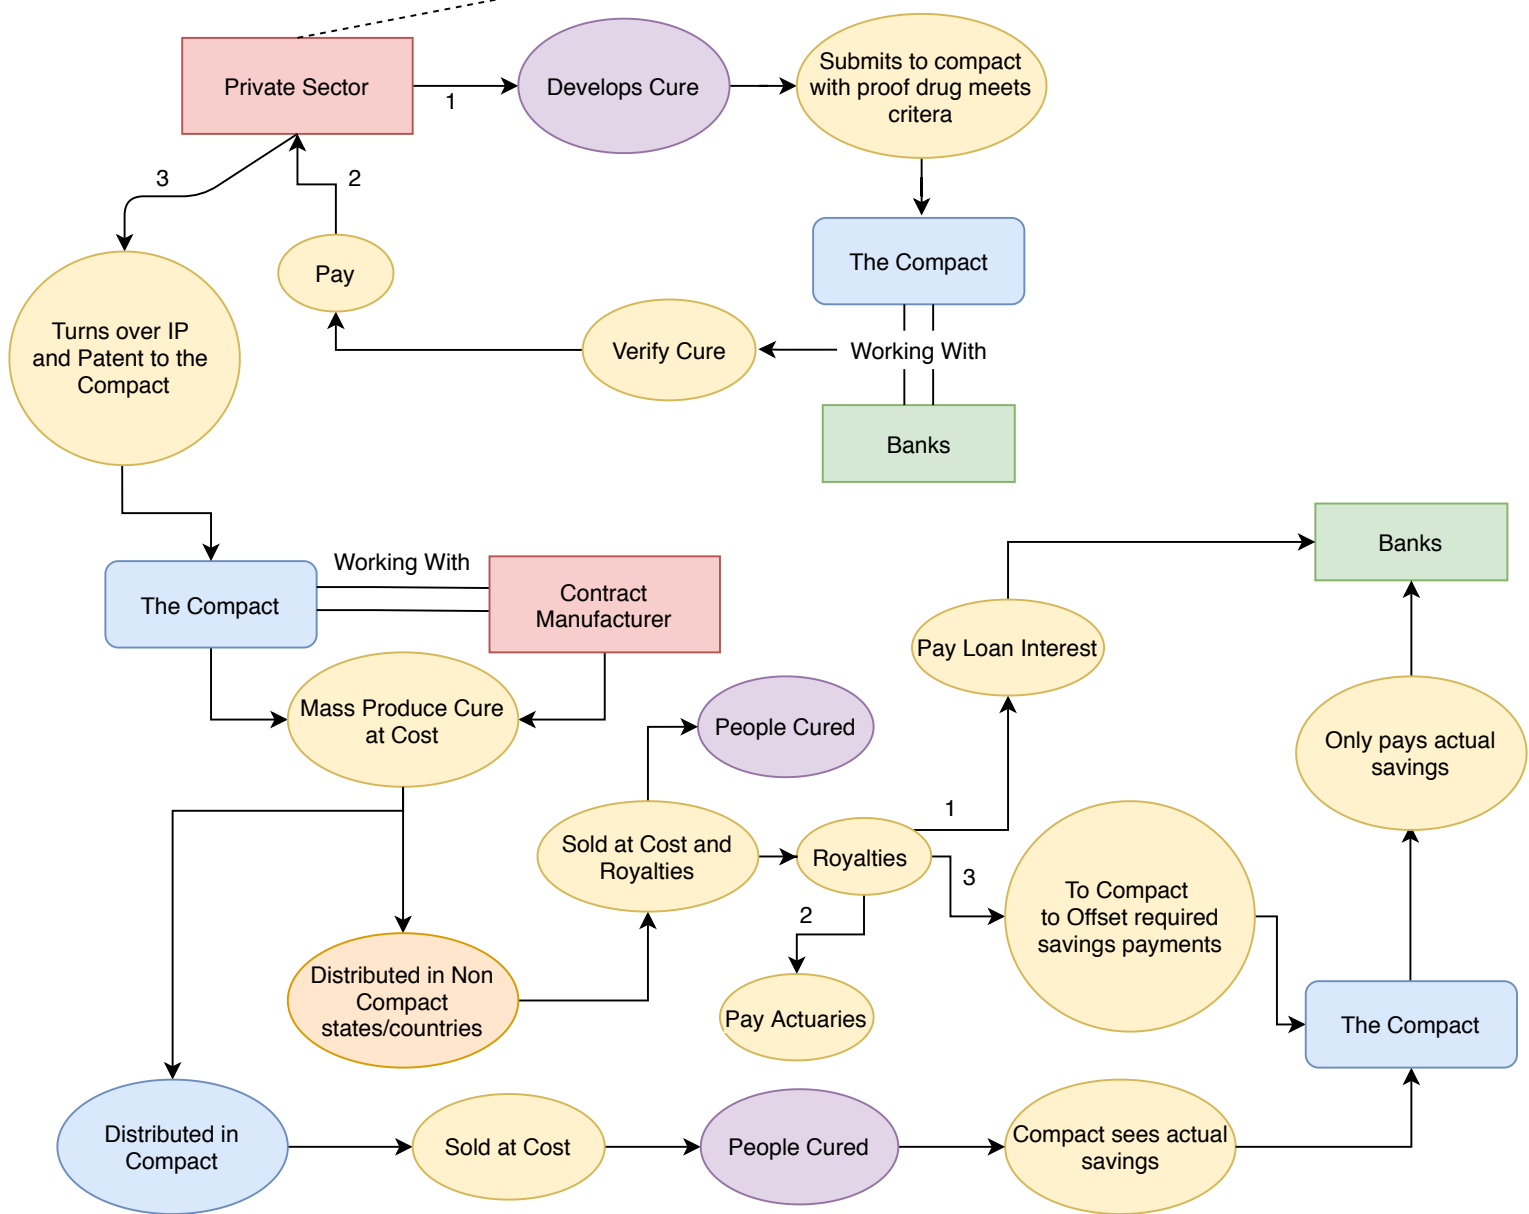 Private Sector
1
Develops Cure
Submits to compact
with proof drug meets
critera
3
2
Pay
The Compact
Turns over IP
and Patent to the
Compact
Verify Cure
Working With
Banks
Working With
The Compact
Contract
Manufacturer
Banks
Pay Loan Interest
Mass Produce Cure
at Cost
People Cured
Only pays actual
savings
1
Sold at Cost and
Royalties
Royalties
3
To Compact
to Offset required
savings payments
2
Distributed in Non
Compact
states/countries
Pay Actuaries
The Compact
Distributed in
Compact
Sold at Cost
People Cured
Compact sees actual
savings